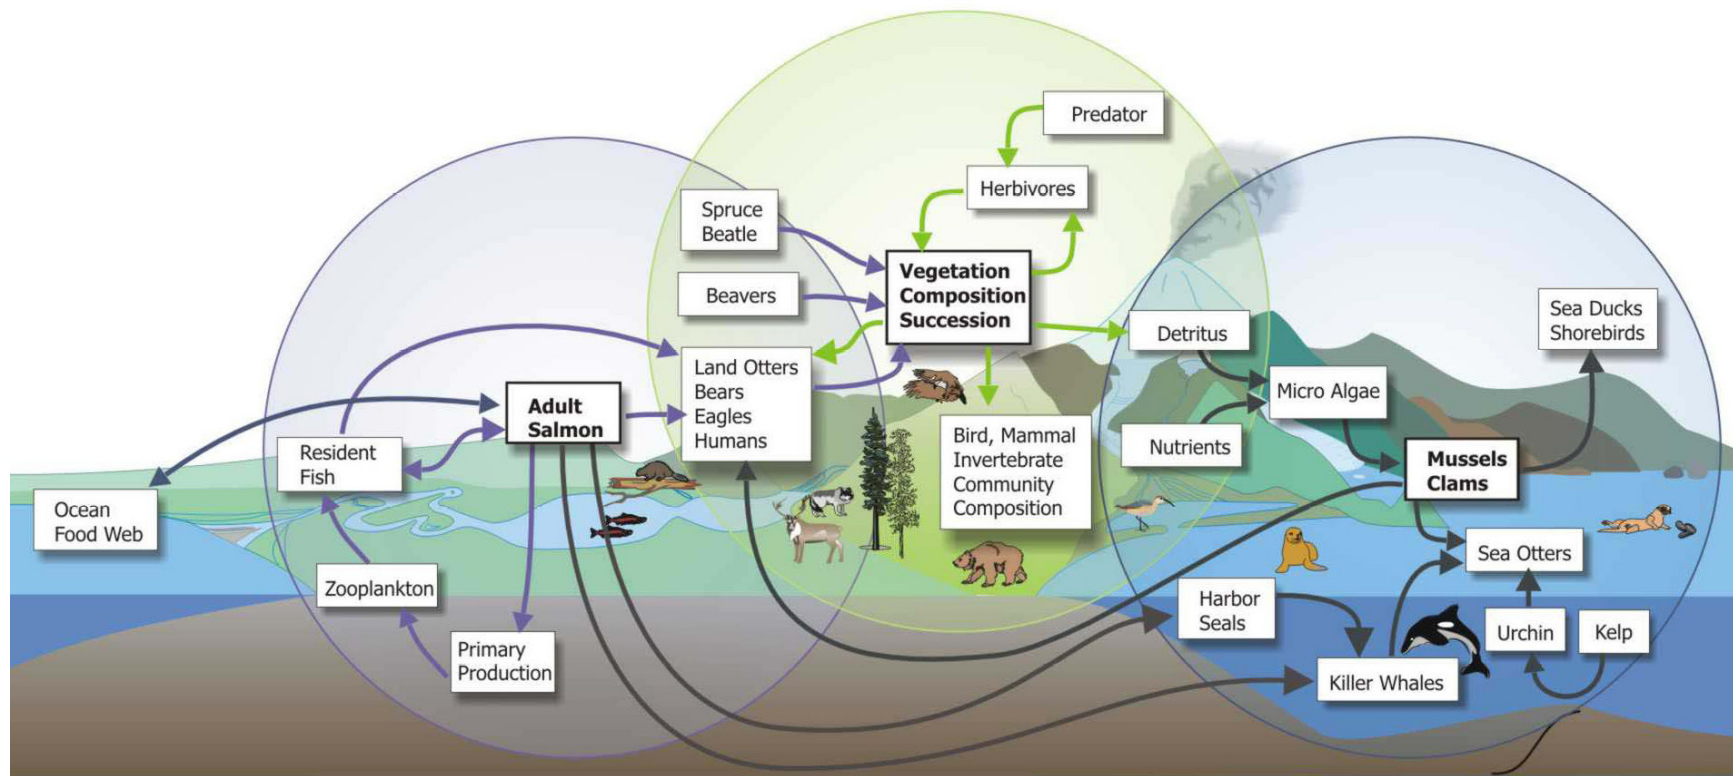 Predator
Herbivores
Spruce
Beatle
Vegetation
Composition
Succession
Beavers
Sea Ducks
Shorebirds
Detritus
Land Otters
Bears
Eagles
Humans
Micro Algae
Adult
Salmon
Resident
Fish
Bird, Mammal
Invertebrate
Community
Composition
Nutrients
Mussels
Clams
Ocean
Food Web
Sea Otters
Zooplankton
Harbor
Seals
Urchin
Kelp
Primary
Production
Killer Whales